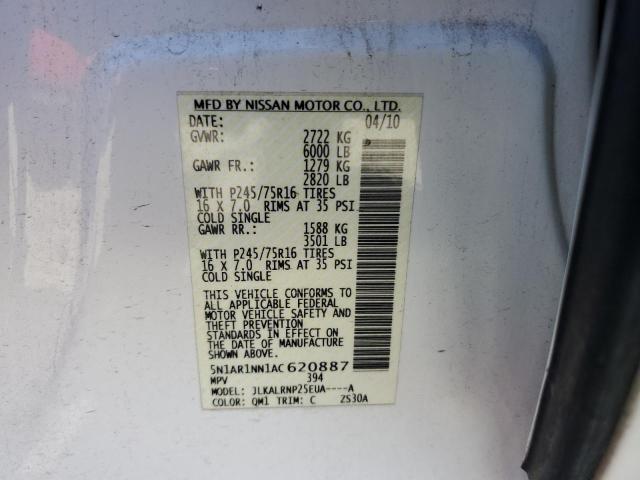 MFD BY NISSAN MOTOR CO., LTD.
DATE: 04/10
GVWR: 2722 KG
6000 LB
GAWR FR.: 1279 KG
2820 LB
WITH P245/75R16 TIRES
16 X 7.0 RIMS AT 35 PSI
COLD SINGLE
GAWR RR.: 1588 KG
3501 LB
WITH P245/75R16 TIRES
16 X 7.0 RIMS AT 35 PSI
COLD SINGLE
THIS VEHICLE CONFORMS TO
ALL APPLICABLE FEDERAL
MOTOR VEHICLE SAFETY AND
THEFT PREVENTION
STANDARDS IN EFFECT ON
THE DATE OF MANUFACTURE
SHOWN ABOVE.
5N1AR1NN1AC620887
MPV 394
MODEL: JLKALRNP25EUA----A
COLOR: QM1 TRIM: C ZS30A